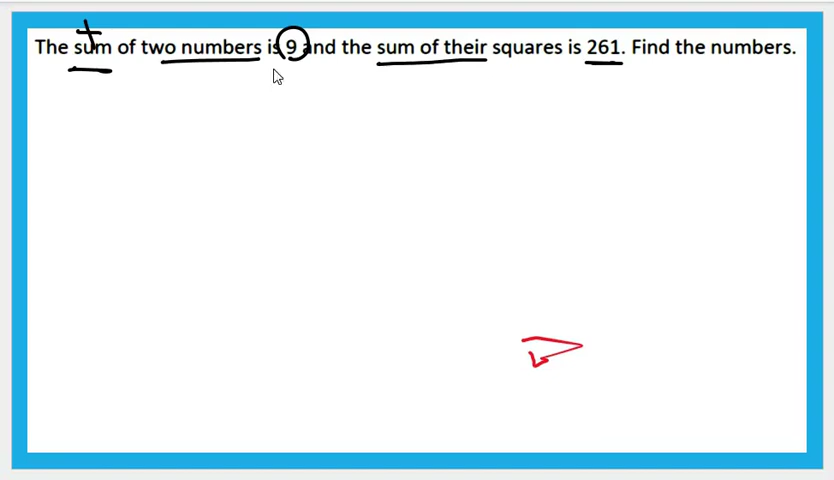 The sum of two numbers is 9 and the sum of their squares is 261. Find the numbers.